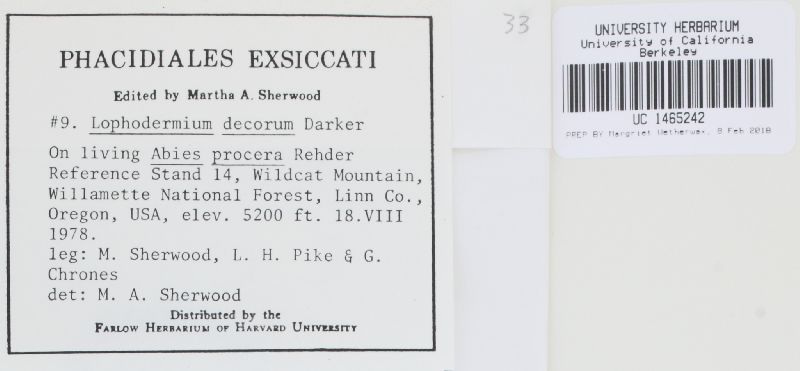 PHACIDIALES EXSICCATI
Edited by Martha A. Sherwood
#9. Lophodermium decorum Darker
On living Abies procera Rehder
Reference Stand 14, Wildcat Mountain,
Willamette National Forest, Linn Co.,
Oregon, USA, elev. 5200 ft. 18.VIII
1978.
leg: M. Sherwood, L. H. Pike & G.
Chrones
det: M. A. Sherwood
Distributed by the
FARLOW HERBARIUM OF HARVARD UNIVERSITY
33
UNIVERSITY HERBARIUM
University of California
Berkeley
UC 1465242
PREP BY Margriet Wetherwax, 8 Feb 2018